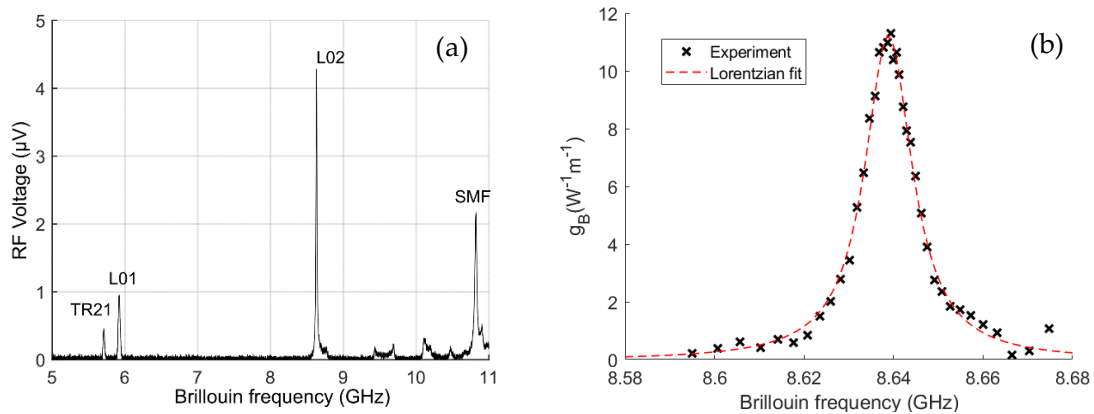 (a)
RF Voltage (μV)
5
4
3
2
1
0
L02
SMF
L01
TR21
5 6 7 8 9 10 11
Brillouin frequency (GHz)
(b)
g_B(W⁻¹m⁻¹)
12
10
8
6
4
2
0
Experiment
Lorentzian fit
8.58 8.6 8.62 8.64 8.66 8.68
Brillouin frequency (GHz)